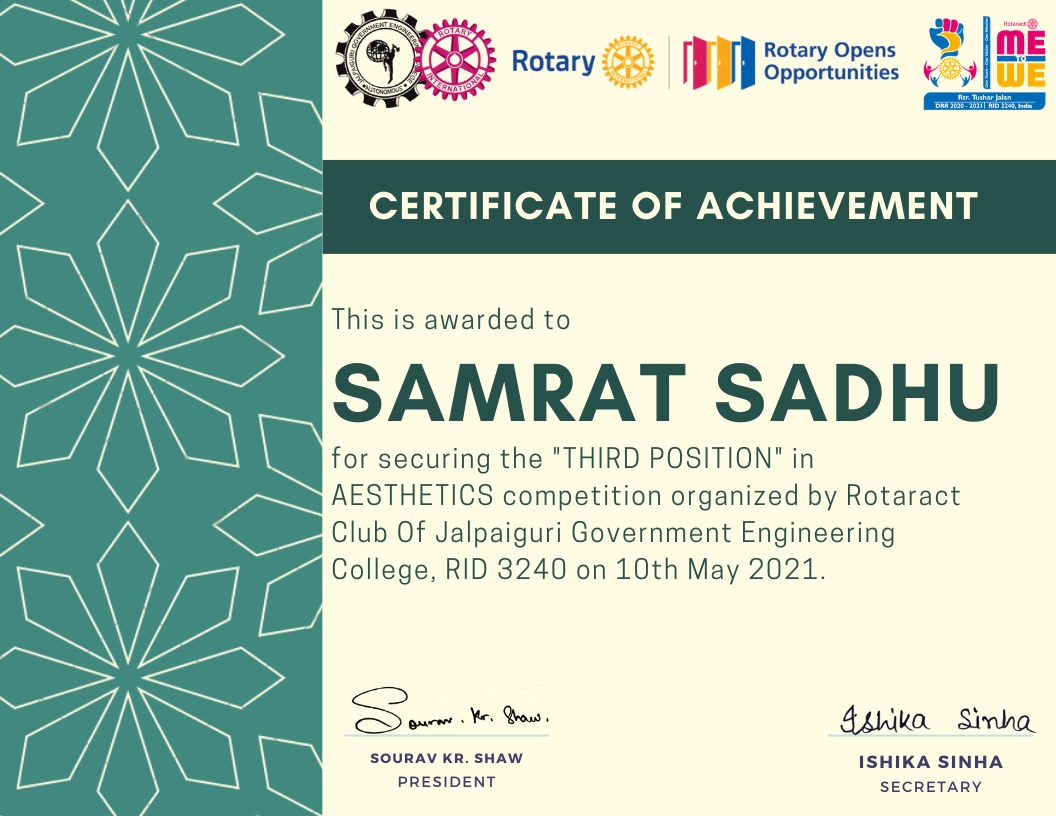 JALPAIGURI GOVERNMENT ENGINEERING COLLEGE
AUTONOMOUS
ROTARY
INTERNATIONAL
Rotary
Rotary Opens
Opportunities
Rotaract
ME
TO
WE
Rtr. Tushar Jalan
DRR 2020 - 2021 | RID 3240, India
CERTIFICATE OF ACHIEVEMENT
This is awarded to
SAMRAT SADHU
for securing the "THIRD POSITION" in
AESTHETICS competition organized by Rotaract
Club Of Jalpaiguri Government Engineering
College, RID 3240 on 10th May 2021.
Sourav. Kr. Shaw.
Ishika Sinha
SOURAV KR. SHAW
ISHIKA SINHA
PRESIDENT
SECRETARY